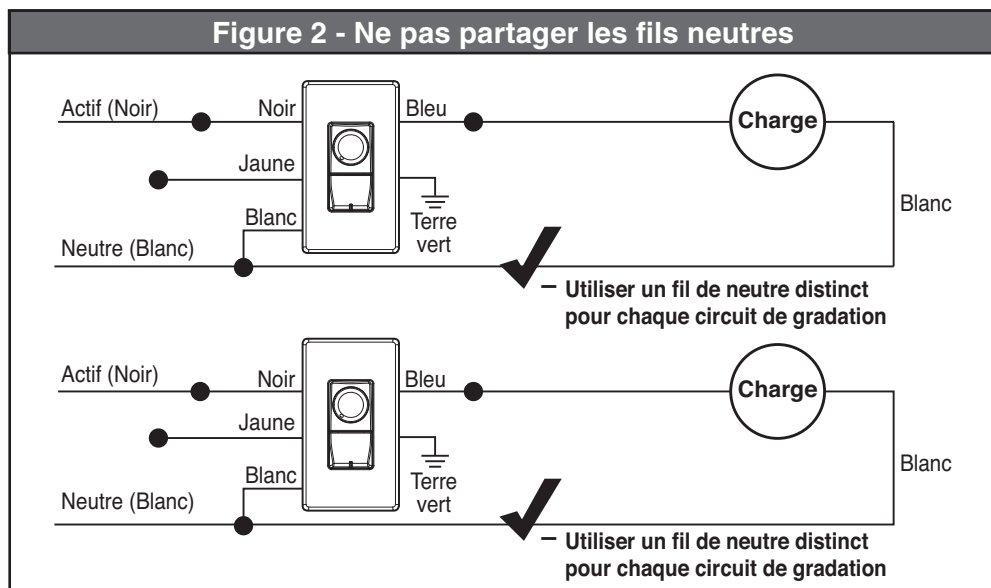 Figure 2 - Ne pas partager les fils neutres
Actif (Noir)
Noir
Bleu
Charge
Jaune
Blanc
Terre
vert
Blanc
Neutre (Blanc)
– Utiliser un fil de neutre distinct
pour chaque circuit de gradation
Actif (Noir)
Noir
Bleu
Charge
Jaune
Blanc
Terre
vert
Blanc
Neutre (Blanc)
– Utiliser un fil de neutre distinct
pour chaque circuit de gradation